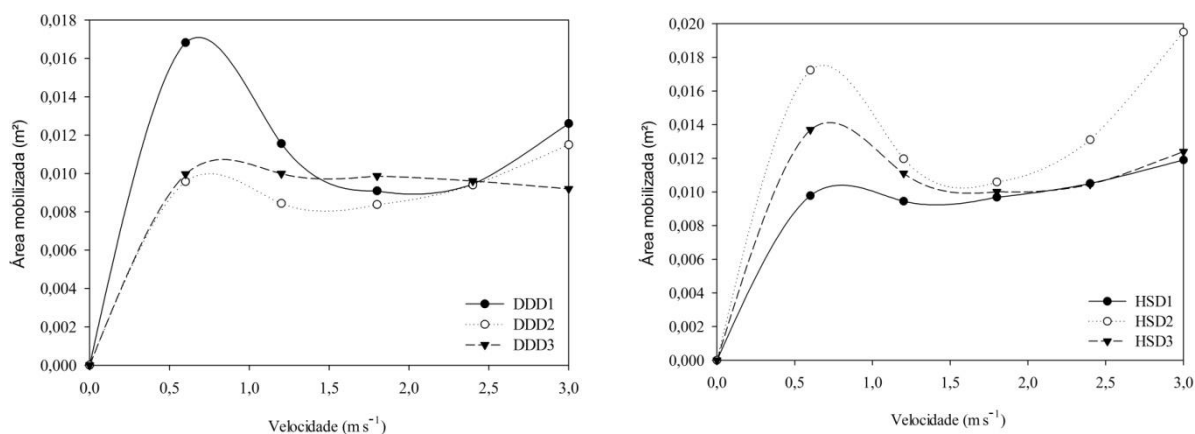 Área mobilizada (m²)
0,018
0,016
0,014
0,012
0,010
0,008
0,006
0,004
0,002
0,000
0,0 0,5 1,0 1,5 2,0 2,4 3,0
Velocidade (m s⁻¹)
DDD1
DDD2
DDD3
Área mobilizada (m²)
0,020
0,018
0,016
0,014
0,012
0,010
0,008
0,006
0,004
0,002
0,000
0,0 0,5 1,0 1,5 2,0 2,4 3,0
Velocidade (m s⁻¹)
HSD1
HSD2
HSD3